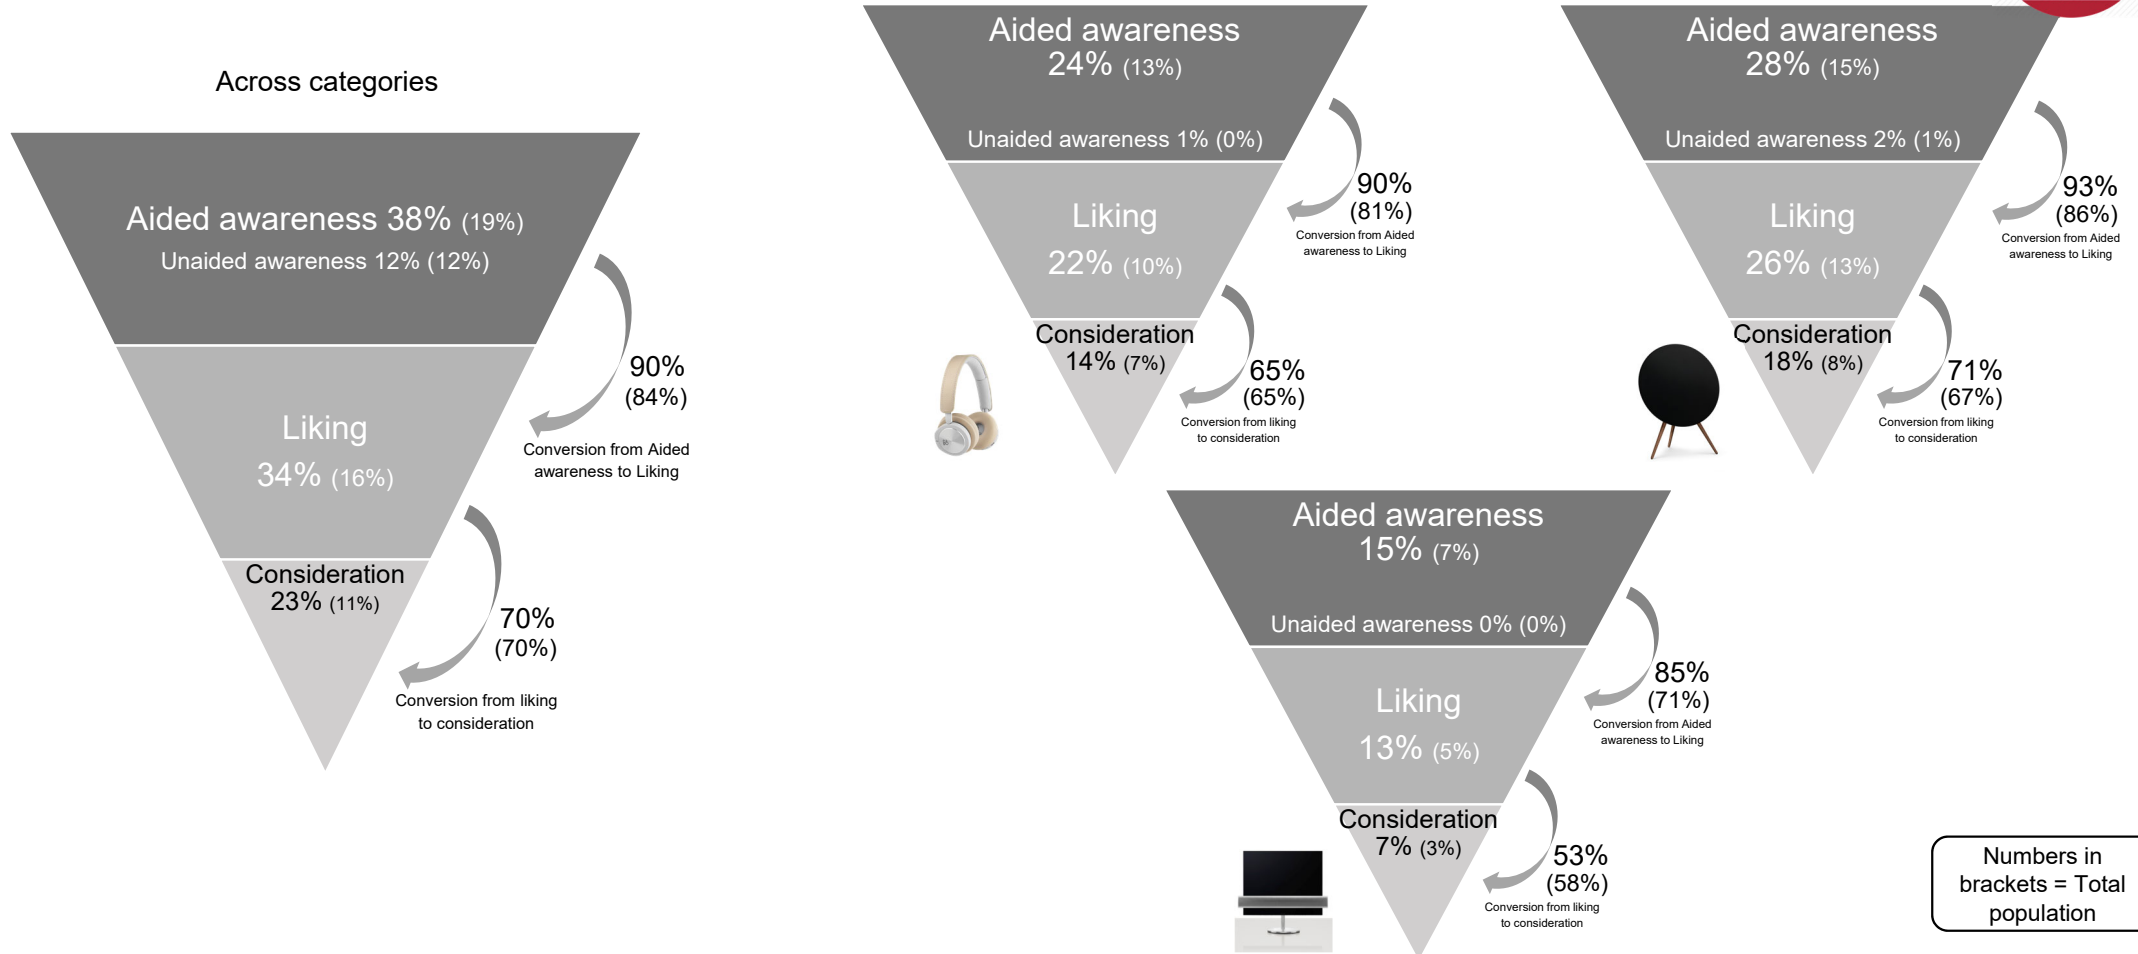 Across categories
Aided awareness 38% (19%)
Unaided awareness 12% (12%)
90%
(84%)
Conversion from Aided
awareness to Liking
Liking
34% (16%)
70%
(70%)
Conversion from liking
to consideration
Consideration
23% (11%)
Aided awareness
24% (13%)
Unaided awareness 1% (0%)
90%
(81%)
Conversion from Aided
awareness to Liking
Liking
22% (10%)
65%
(65%)
Conversion from liking
to consideration
Consideration
14% (7%)
Aided awareness
28% (15%)
Unaided awareness 2% (1%)
93%
(86%)
Conversion from Aided
awareness to Liking
Liking
26% (13%)
71%
(67%)
Conversion from liking
to consideration
Consideration
18% (8%)
Aided awareness
15% (7%)
Unaided awareness 0% (0%)
85%
(71%)
Conversion from Aided
awareness to Liking
Liking
13% (5%)
53%
(58%)
Conversion from liking
to consideration
Consideration
7% (3%)
Numbers in
brackets = Total
population